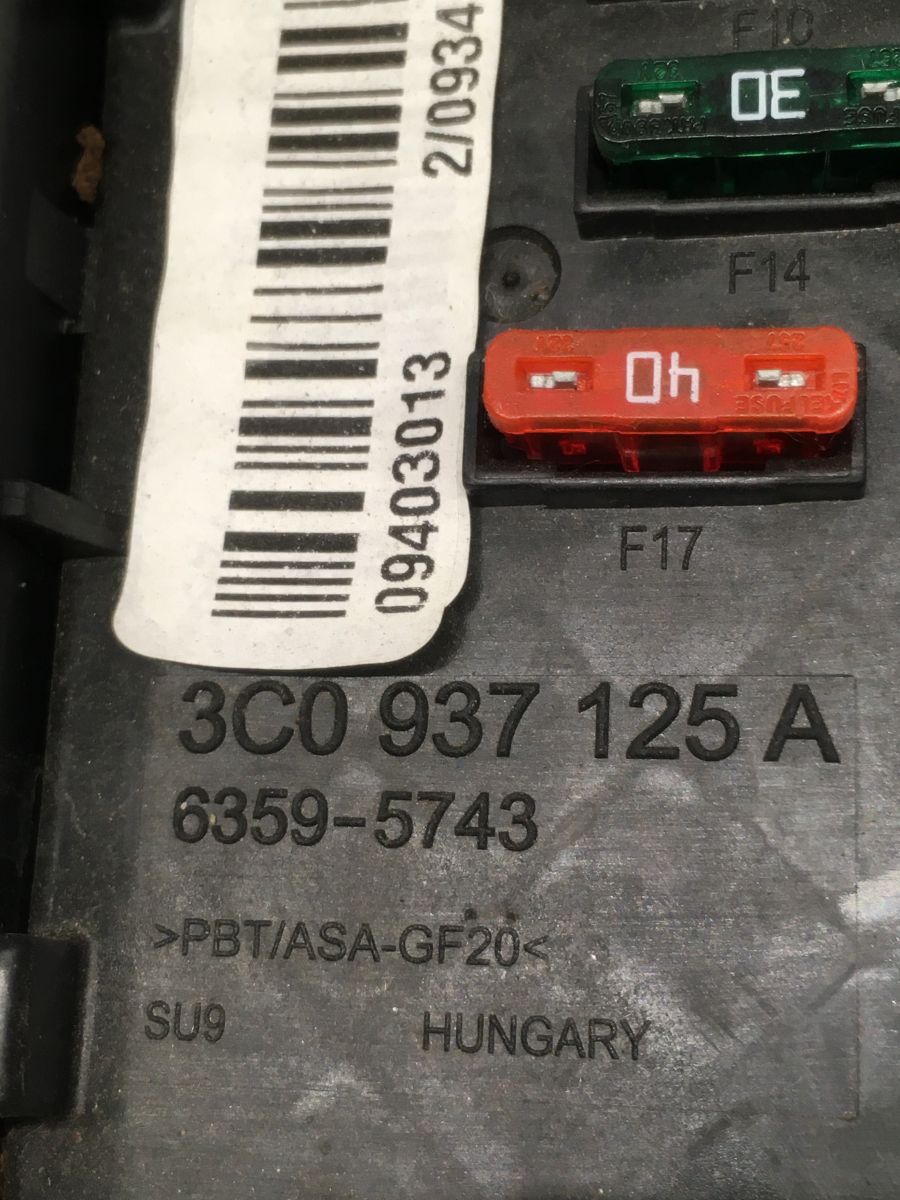 F10
30
F14
40
F17
2/0934
09403013
3C0 937 125 A
6359-5743
>PBT/ASA-GF20<
SU9 HUNGARY